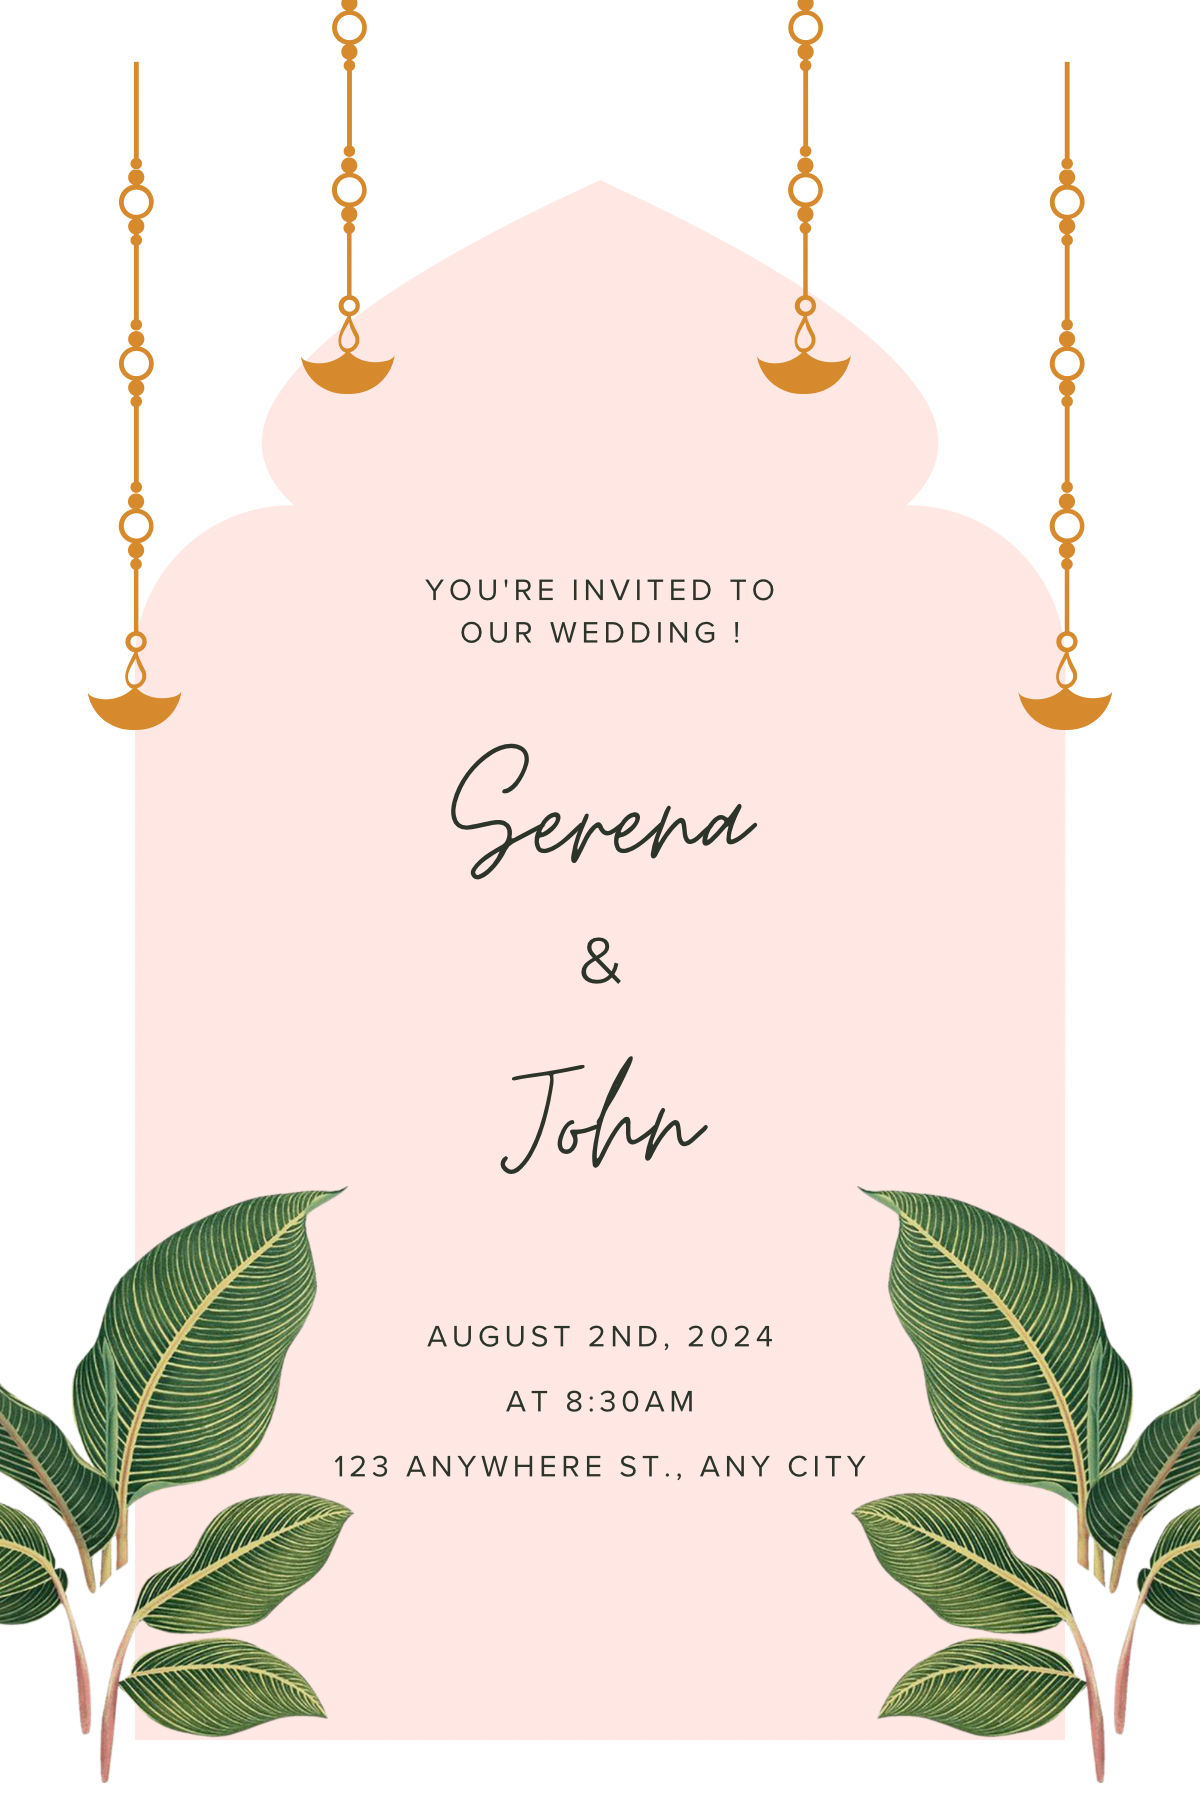 YOU'RE INVITED TO
OUR WEDDING !
Serena
&
John
AUGUST 2ND, 2024
AT 8:30AM
123 ANYWHERE ST., ANY CITY